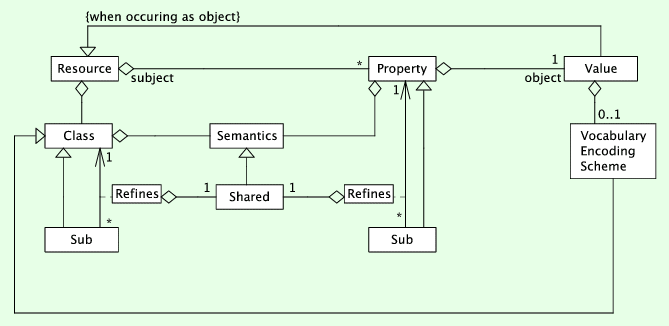 {when occuring as object}
Resource
subject
*
Property
1
object
Value
1
0..1
Class
Semantics
Vocabulary
Encoding
Scheme
1
Refines
1
Shared
1
Refines
*
*
Sub
Sub